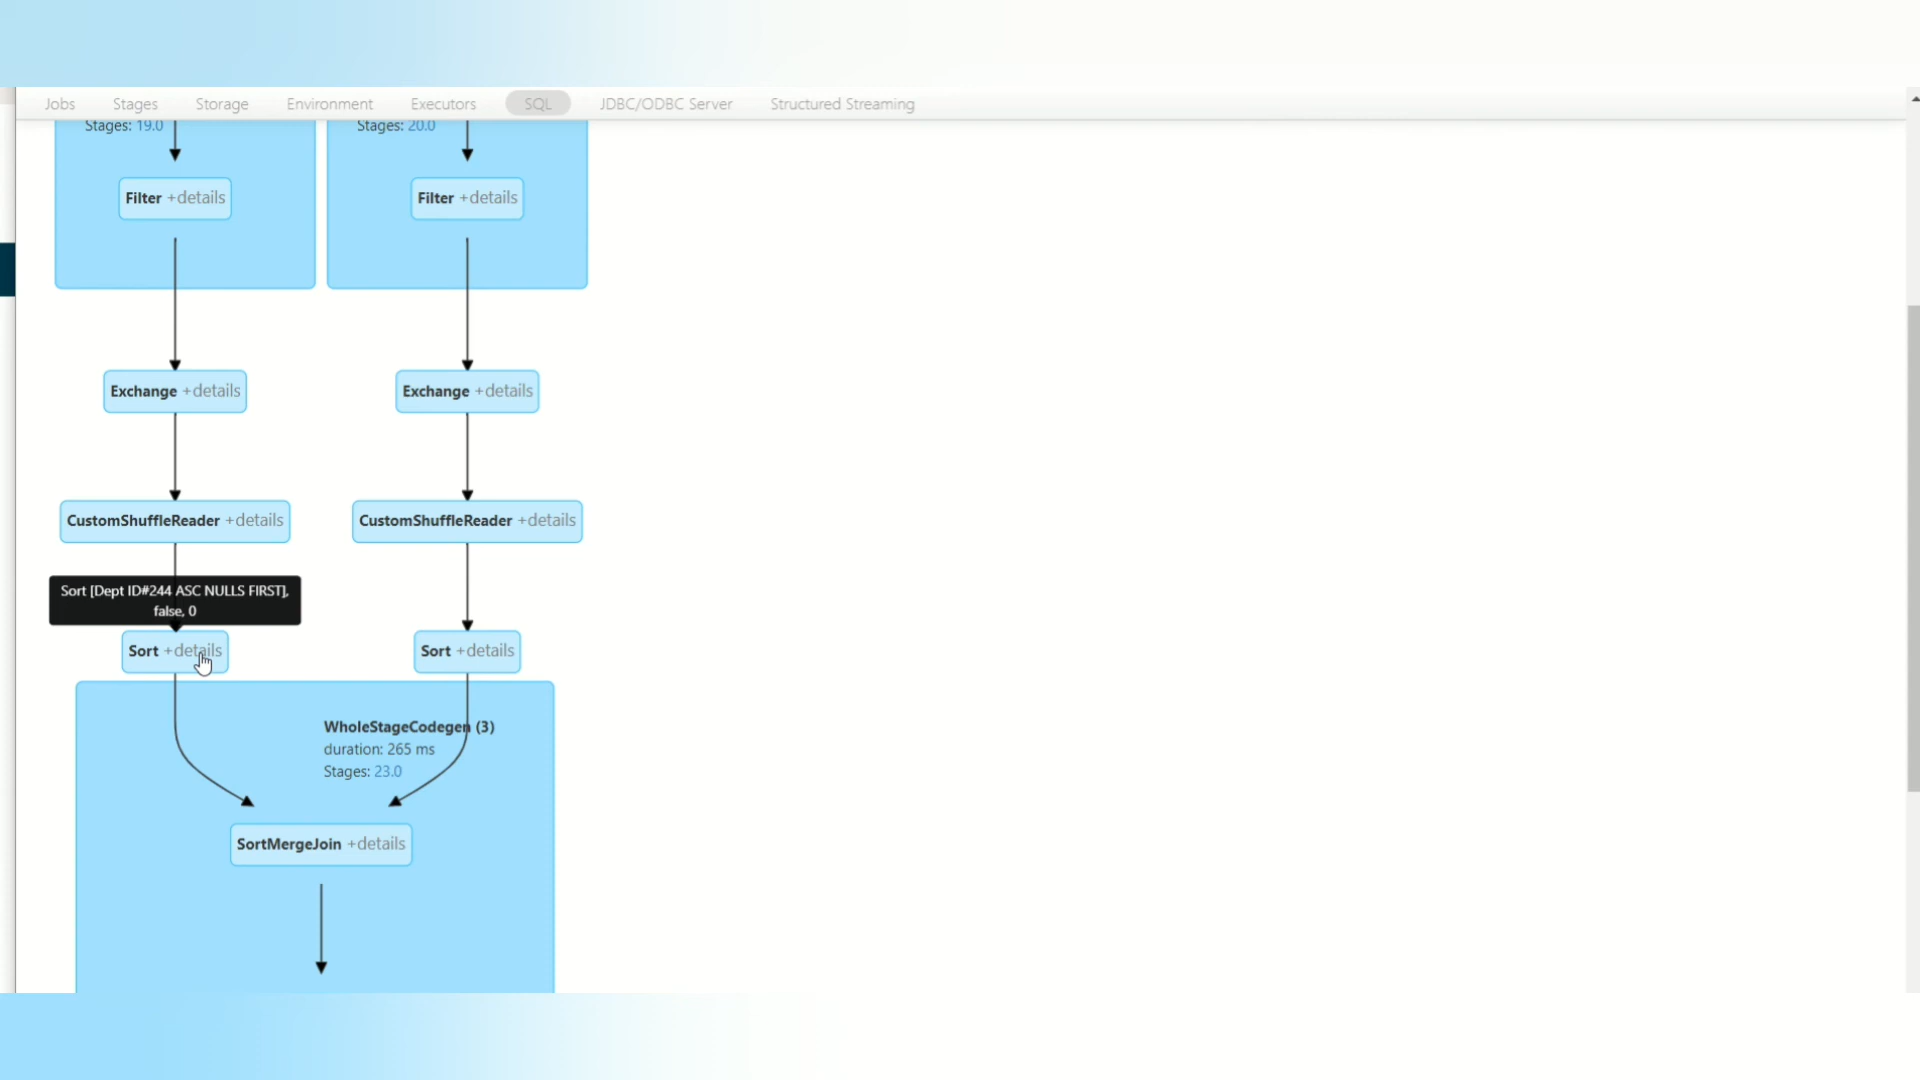 Jobs Stages Storage Environment Executors SQL JDBC/ODBC Server Structured Streaming
Stages: 19.0 Stages: 20.0
Filter +details Filter +details
Exchange +details Exchange +details
CustomShuffleReader +details CustomShuffleReader +details
Sort [Dept ID#244 ASC NULLS FIRST],
false, 0
Sort +details Sort +details
WholeStageCodegen (3)
duration: 265 ms
Stages: 23.0
SortMergeJoin +details